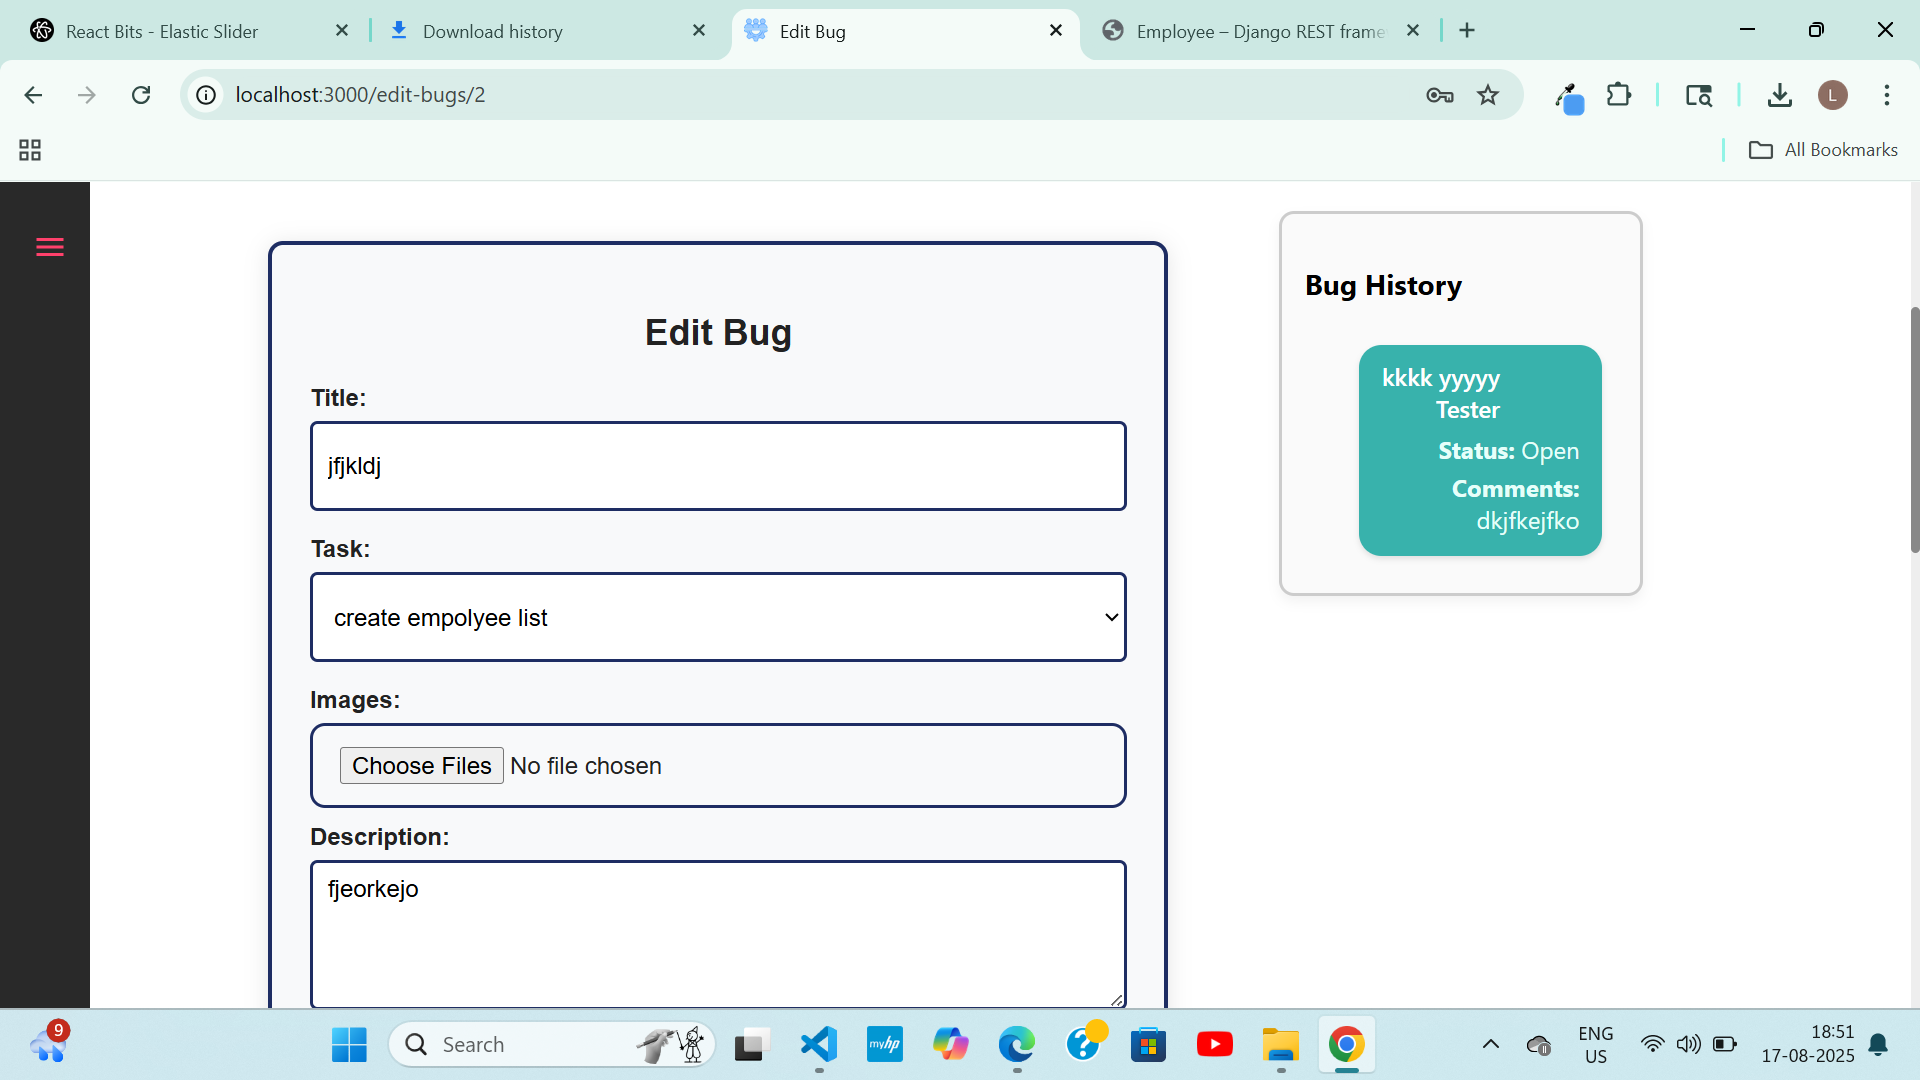 React Bits - Elastic Slider
Download history
Edit Bug
Employee – Django REST frame
localhost:3000/edit-bugs/2
L
All Bookmarks
Edit Bug
Title:
jfjkldj
Task:
create empolyee list
Images:
Choose Files No file chosen
Description:
fjeorkejo
Bug History
kkkk yyyyy
Tester
Status: Open
Comments:
dkjfkejfko
9
Search
myhp
ENG
US
18:51
17-08-2025